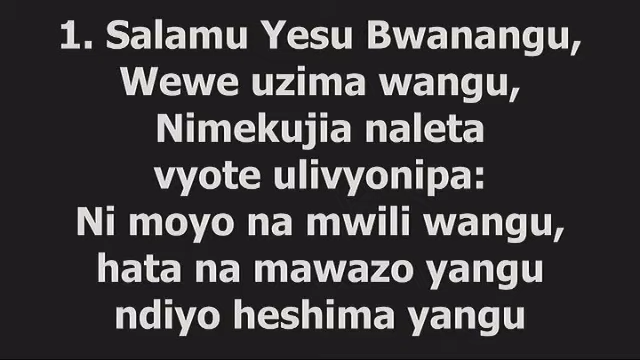 1. Salamu Yesu Bwanangu,
Wewe uzima wangu,
Nimekujia naleta
vyote ulivyonipa:
Ni moyo na mwili wangu,
hata na mawazo yangu
ndiyo heshima yangu